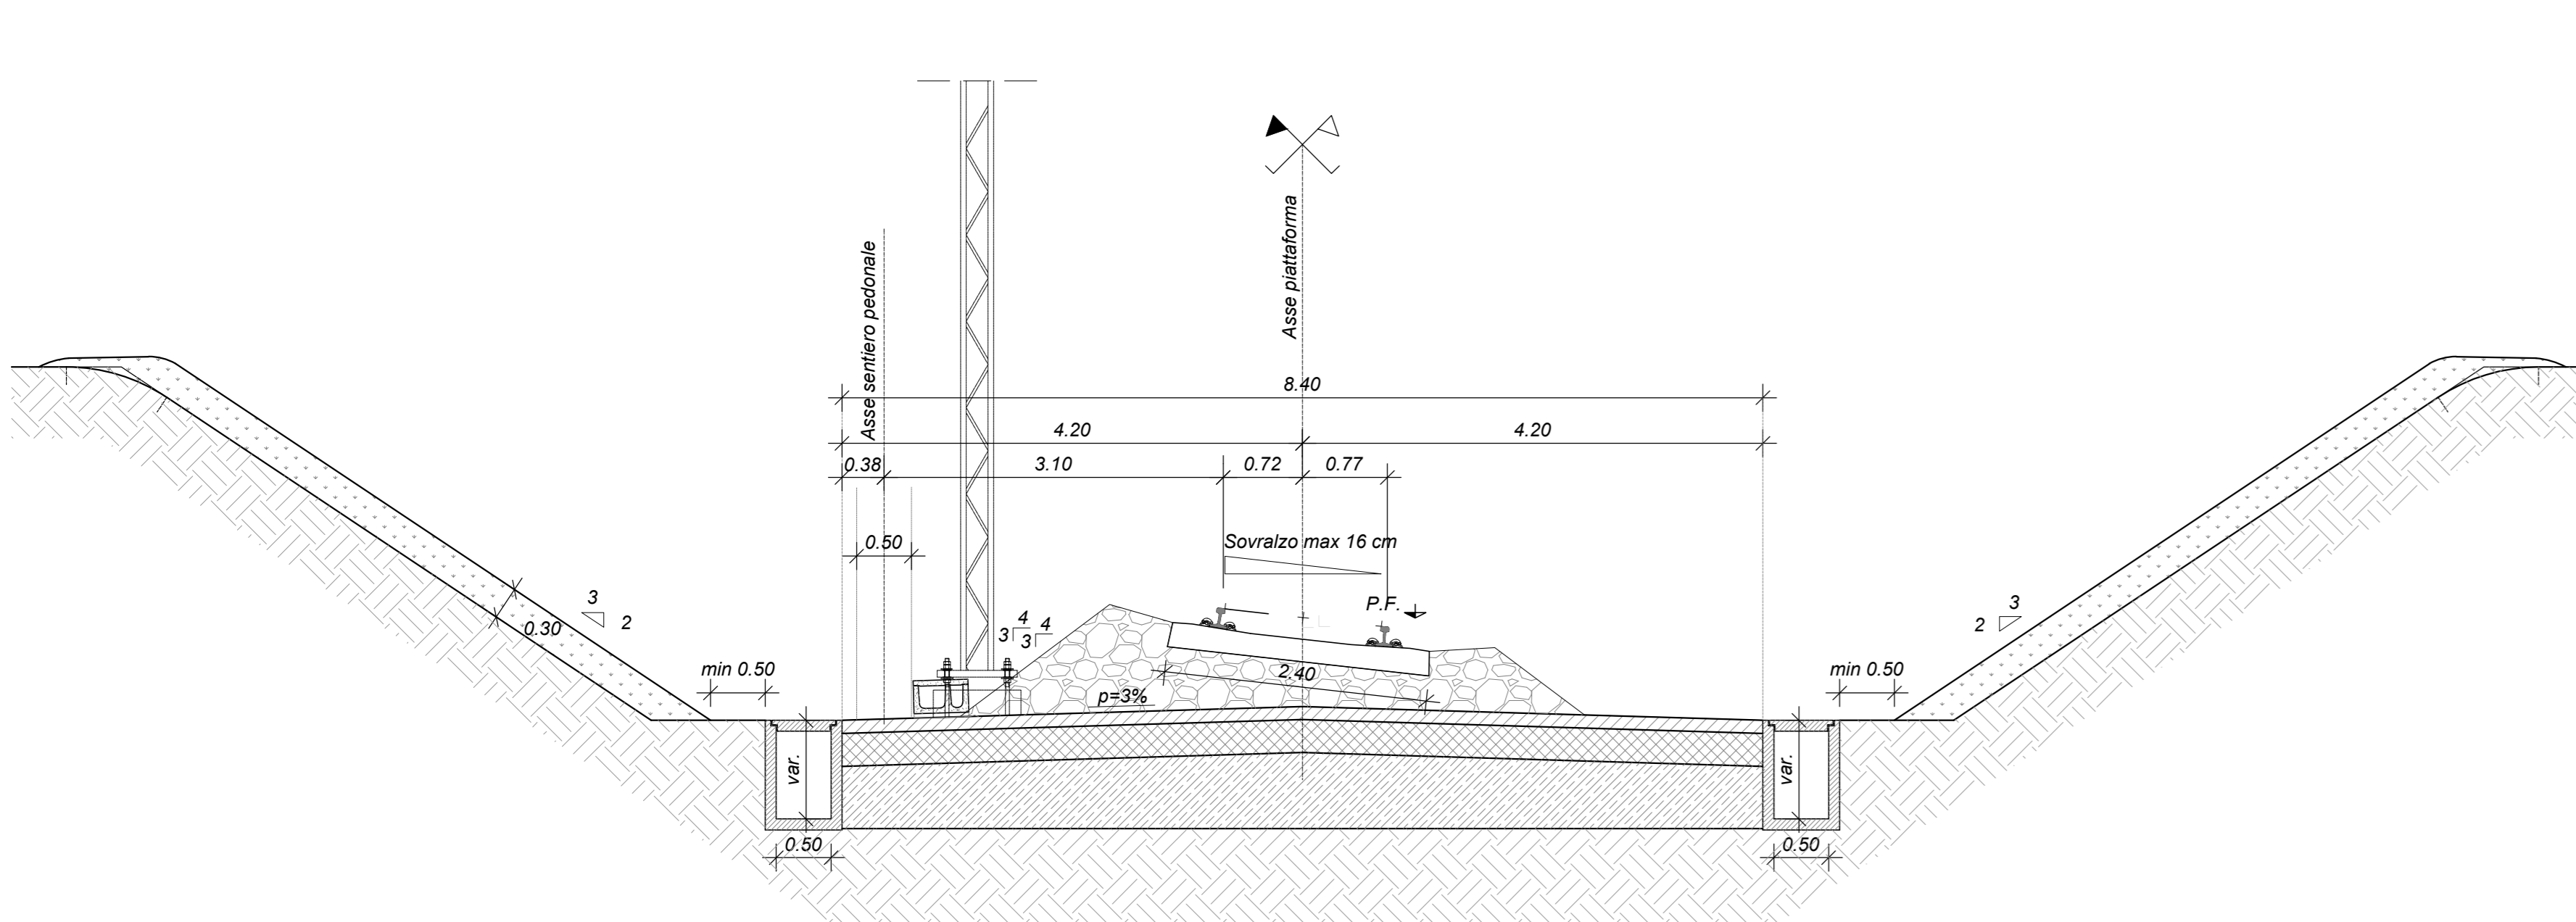 Asse sentiero pedonale
Asse piattaforma
8.40
4.20
4.20
0.38
3.10
0.72
0.77
0.50
Sovralzo max 16 cm
P.F.
3
2
0.30
4
3
4
3
3
2
min 0.50
min 0.50
2.40
p=3%
var.
var.
0.50
0.50